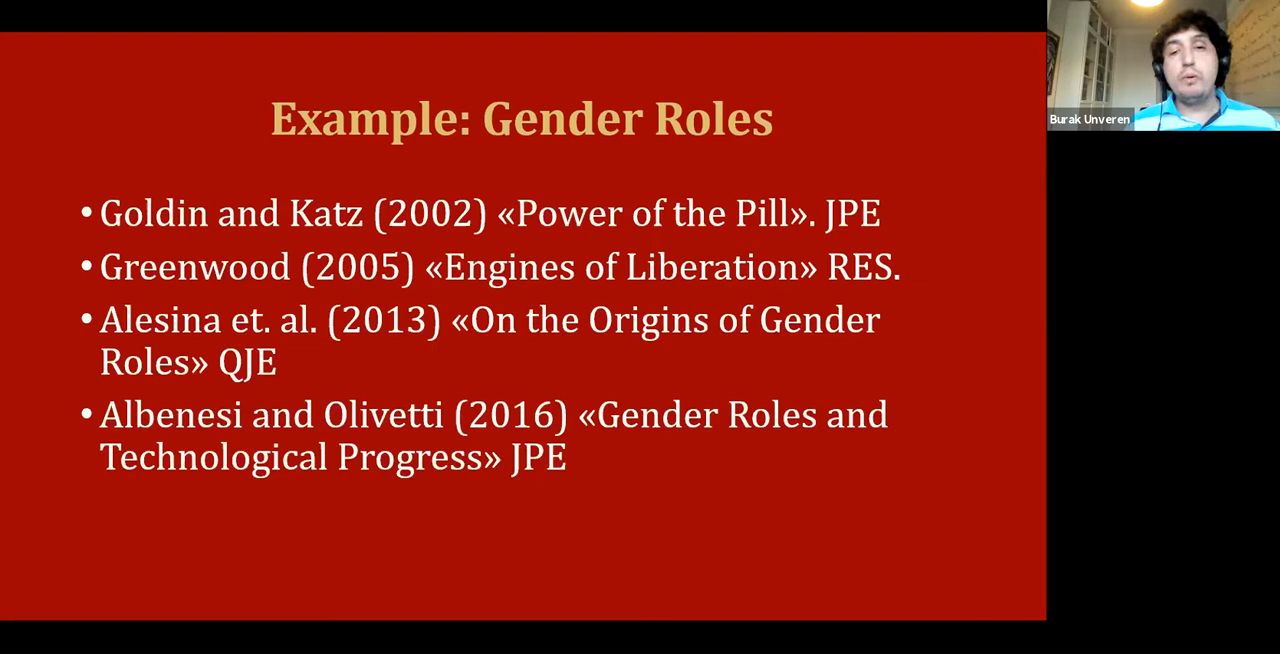 Example: Gender Roles
• Goldin and Katz (2002) «Power of the Pill». JPE
• Greenwood (2005) «Engines of Liberation» RES.
• Alesina et. al. (2013) «On the Origins of Gender
Roles» QJE
• Albenesi and Olivetti (2016) «Gender Roles and
Technological Progress» JPE
Burak Unveren